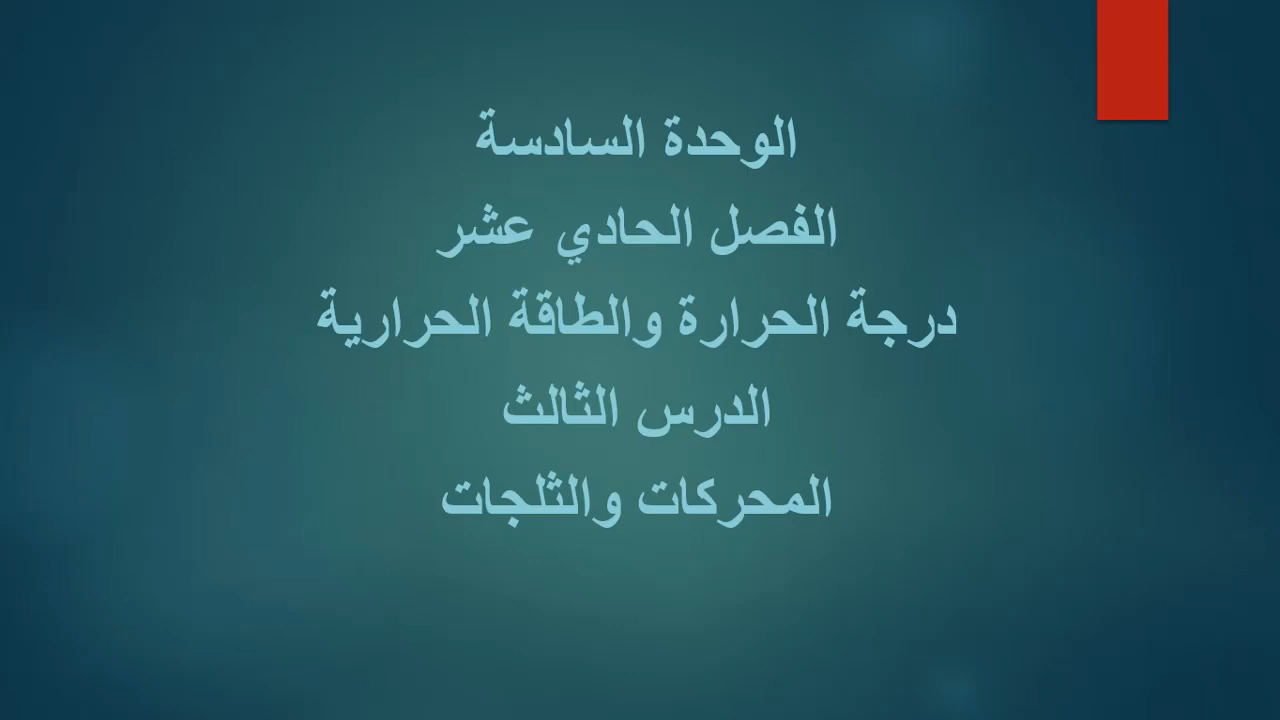 الوحدة السادسة
الفصل الحادي عشر
درجة الحرارة والطاقة الحرارية
الدرس الثالث
المحركات والثلجات